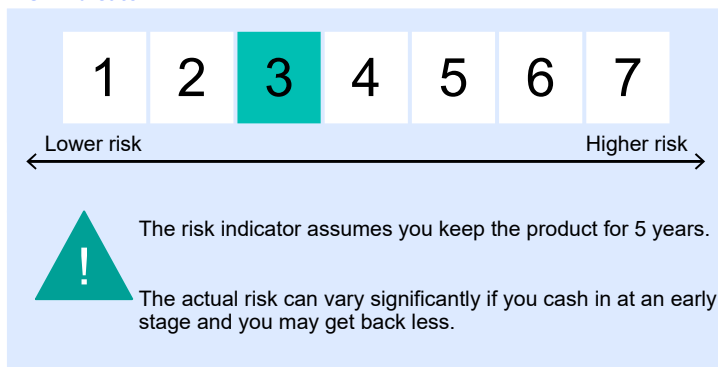 1 2 3 4 5 6 7
Lower risk Higher risk
!
The risk indicator assumes you keep the product for 5 years.
The actual risk can vary significantly if you cash in at an early
stage and you may get back less.